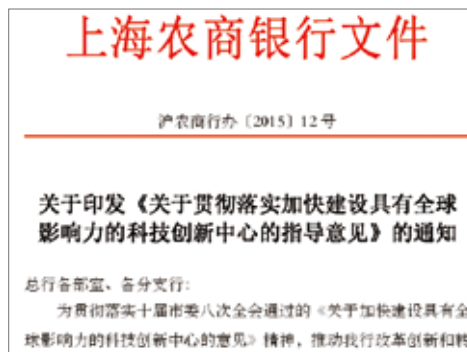 上海农商银行文件
沪农商行办〔2015〕12号
关于印发《关于贯彻落实加快建设具有全球
影响力的科技创新中心的指导意见》的通知
总行各部室、各分支行:
为贯彻落实十届市委八次全会通过的《关于加快建设具有全
球影响力的科技创新中心的意见》精神，推动我行改革创新和转